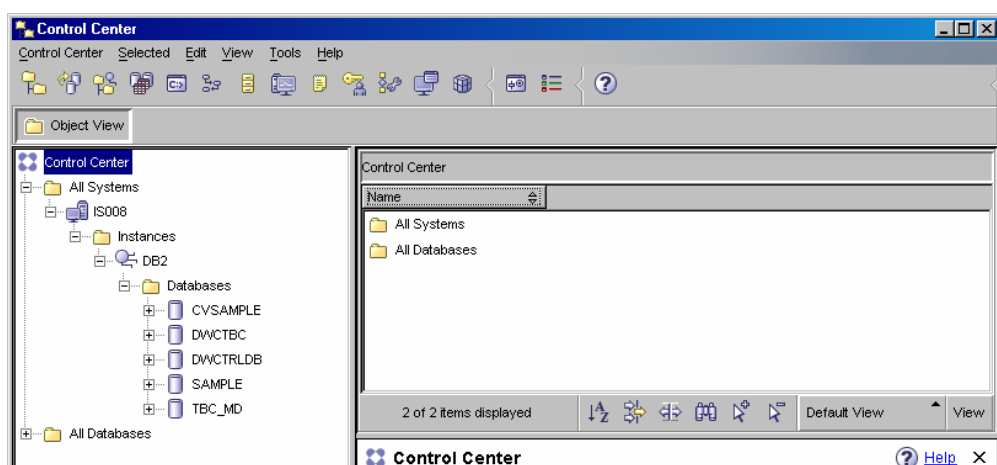 Control Center
Control Center Selected Edit View Tools Help
Object View
Control Center
All Systems
IS008
Instances
DB2
Databases
CVSAMPLE
DWCTBC
DWCTRLDB
SAMPLE
TBC_MD
All Databases
Control Center
Name
All Systems
All Databases
2 of 2 items displayed
Default View
View
Control Center
Help